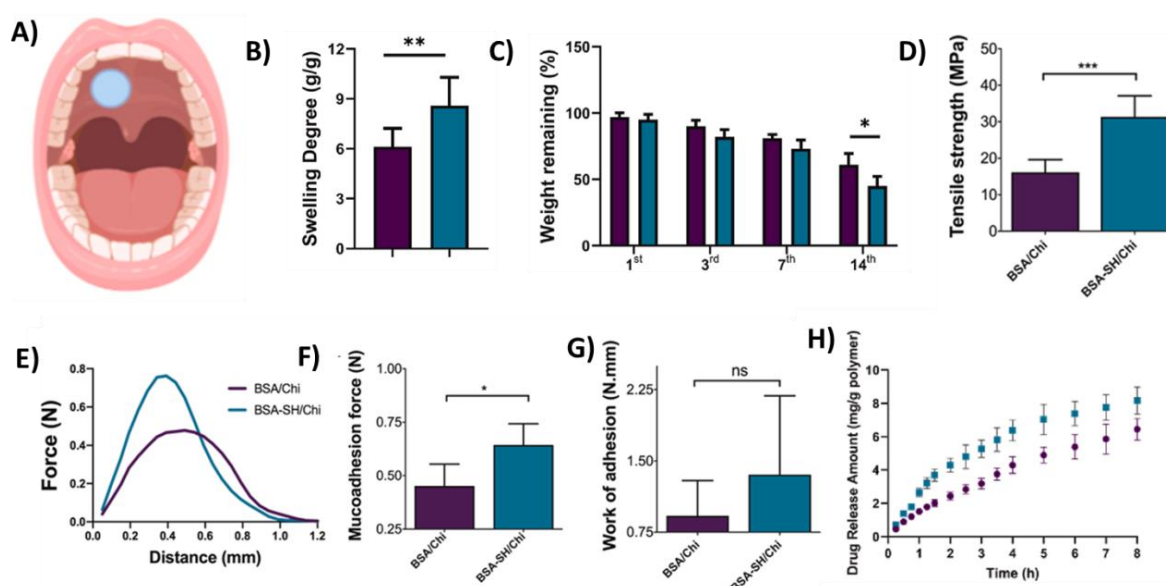 A)
B)
Swelling Degree (g/g)
12
9
6
3
0
**
C)
Weight remaining (%)
150
100
50
0
*
1st 3rd 7th 14th
D)
Tensile strength (MPa)
50
40
30
20
10
0
***
BSA/Chi
BSA-SH/Chi
E)
Force (N)
0.8
0.6
0.4
0.2
0.0
BSA/Chi
BSA-SH/Chi
0.0 0.2 0.4 0.6 0.8 1.0 1.2
Distance (mm)
F)
Mucoadhesion force (N)
1.00
0.75
0.50
0.25
*
BSA/Chi
BSA-SH/Chi
G)
Work of adhesion (N.mm)
2.25
1.50
0.75
ns
BSA/Chi
BSA-SH/Chi
H)
Drug Release Amount (mg/g polymer)
10
8
6
4
2
0
0 1 2 3 4 5 6 7 8
Time (h)